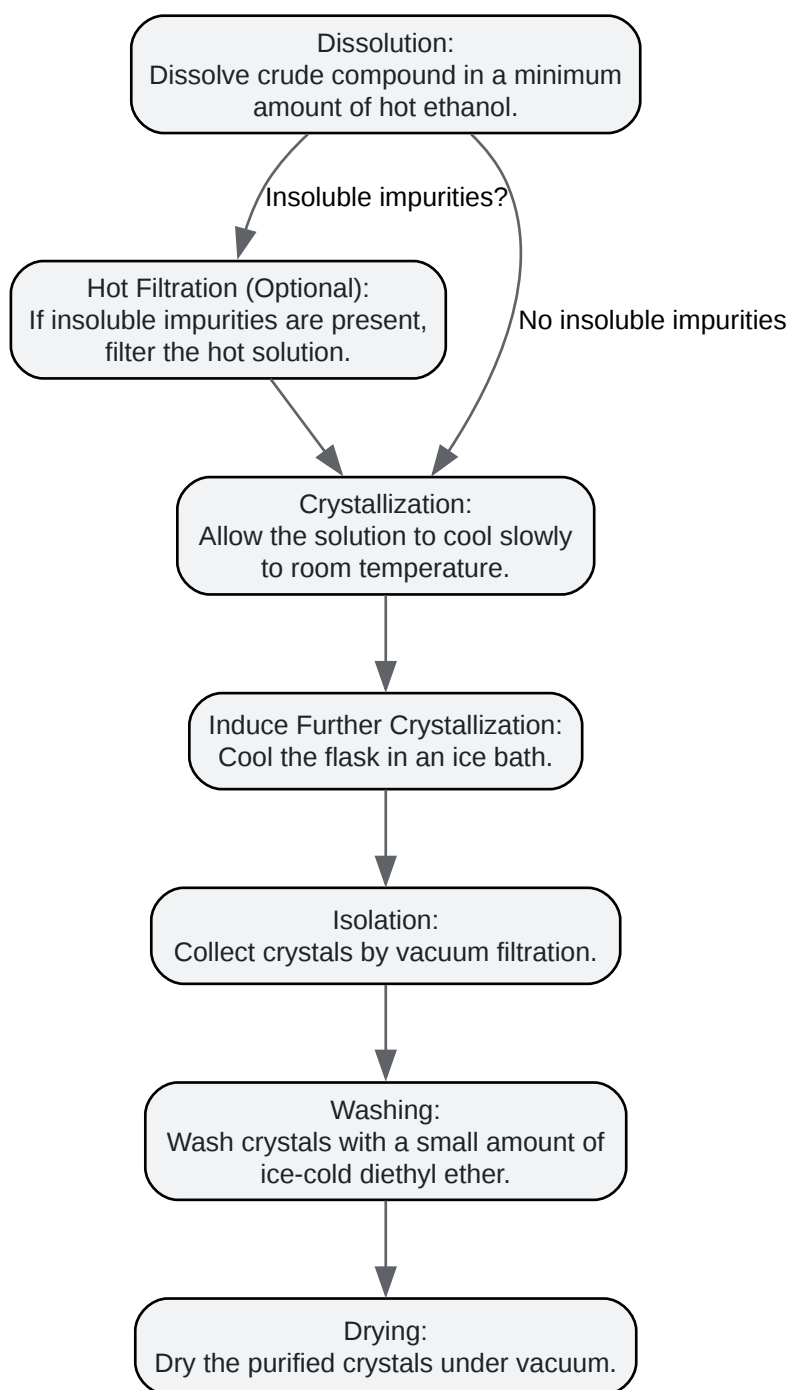 Dissolution:
Dissolve crude compound in a minimum
amount of hot ethanol.
Insoluble impurities?
Hot Filtration (Optional):
If insoluble impurities are present,
filter the hot solution.
No insoluble impurities
Crystallization:
Allow the solution to cool slowly
to room temperature.
Induce Further Crystallization:
Cool the flask in an ice bath.
Isolation:
Collect crystals by vacuum filtration.
Washing:
Wash crystals with a small amount of
ice-cold diethyl ether.
Drying:
Dry the purified crystals under vacuum.